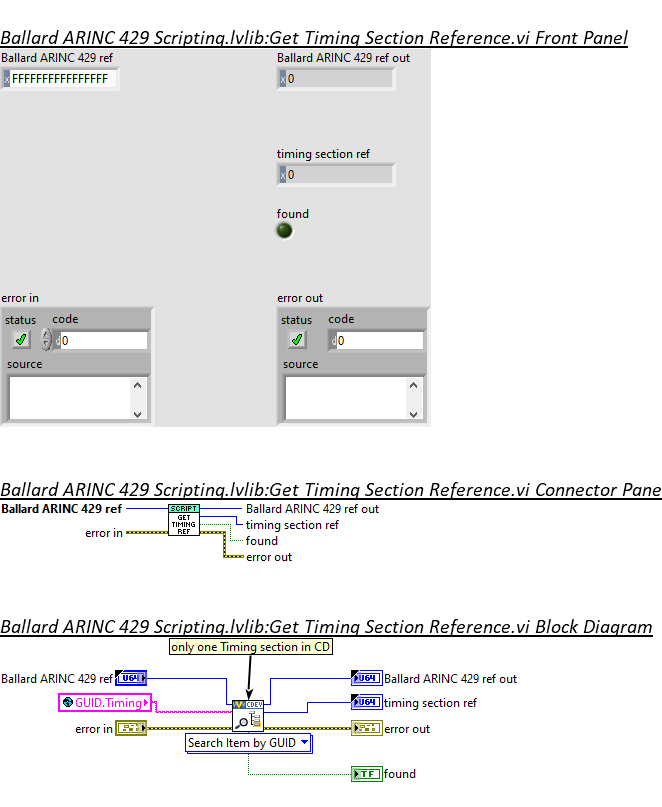 Ballard ARINC 429 Scripting.lvlib:Get Timing Section Reference.vi Front Panel
Ballard ARINC 429 ref
Ballard ARINC 429 ref out
x FFFFFFFFFFFFFFFF
x 0
timing section ref
x 0
found
error in
error out
status code
status code
d 0
d 0
source
source
Ballard ARINC 429 Scripting.lvlib:Get Timing Section Reference.vi Connector Pane
Ballard ARINC 429 ref
SCRIPT
GET
TIMING
REF
Ballard ARINC 429 ref out
timing section ref
error in
found
error out
Ballard ARINC 429 Scripting.lvlib:Get Timing Section Reference.vi Block Diagram
only one Timing section in CD
Ballard ARINC 429 ref U64
U64 Ballard ARINC 429 ref out
GUID.Timing
CDEV
U64 timing section ref
error in
error out
Search Item by GUID
TF found